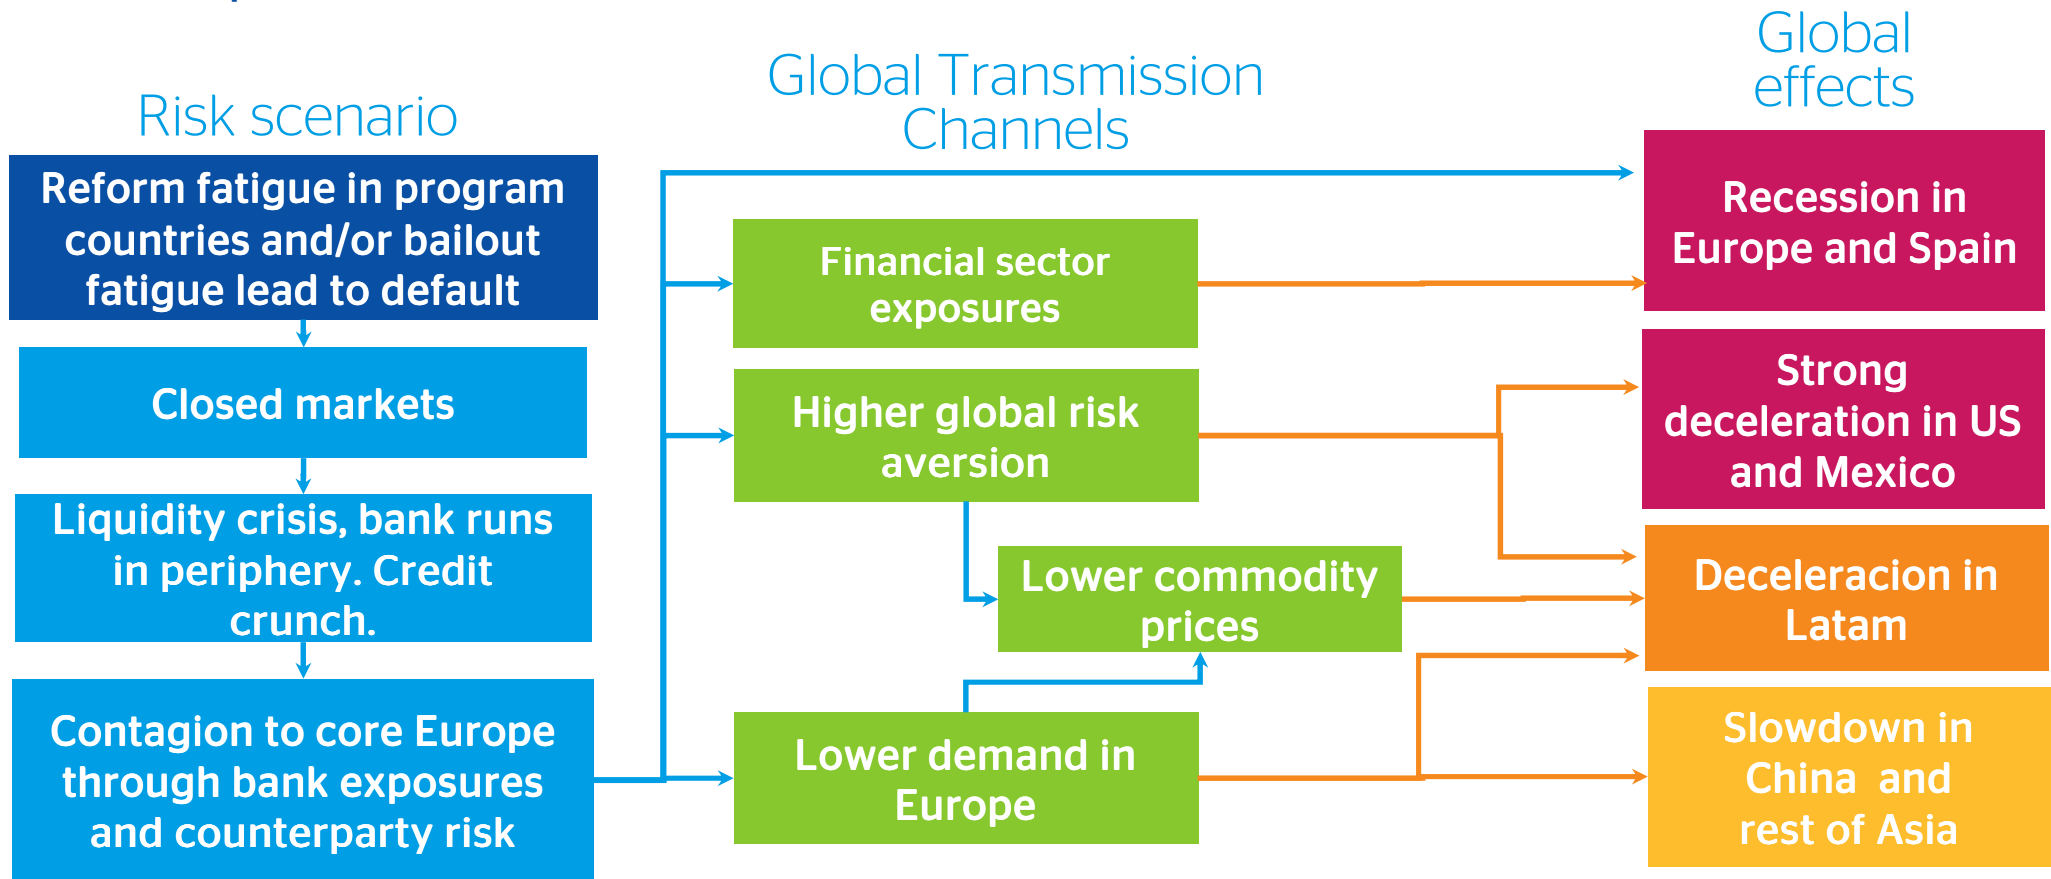 Risk scenario
Reform fatigue in program
countries and/or bailout
fatigue lead to default
Closed markets
Liquidity crisis, bank runs
in periphery. Credit
crunch.
Contagion to core Europe
through bank exposures
and counterparty risk
Global Transmission
Channels
Financial sector
exposures
Higher global risk
aversion
Lower commodity
prices
Lower demand in
Europe
Global
effects
Recession in
Europe and Spain
Strong
deceleration in US
and Mexico
Deceleracion in
Latam
Slowdown in
China  and
rest of Asia